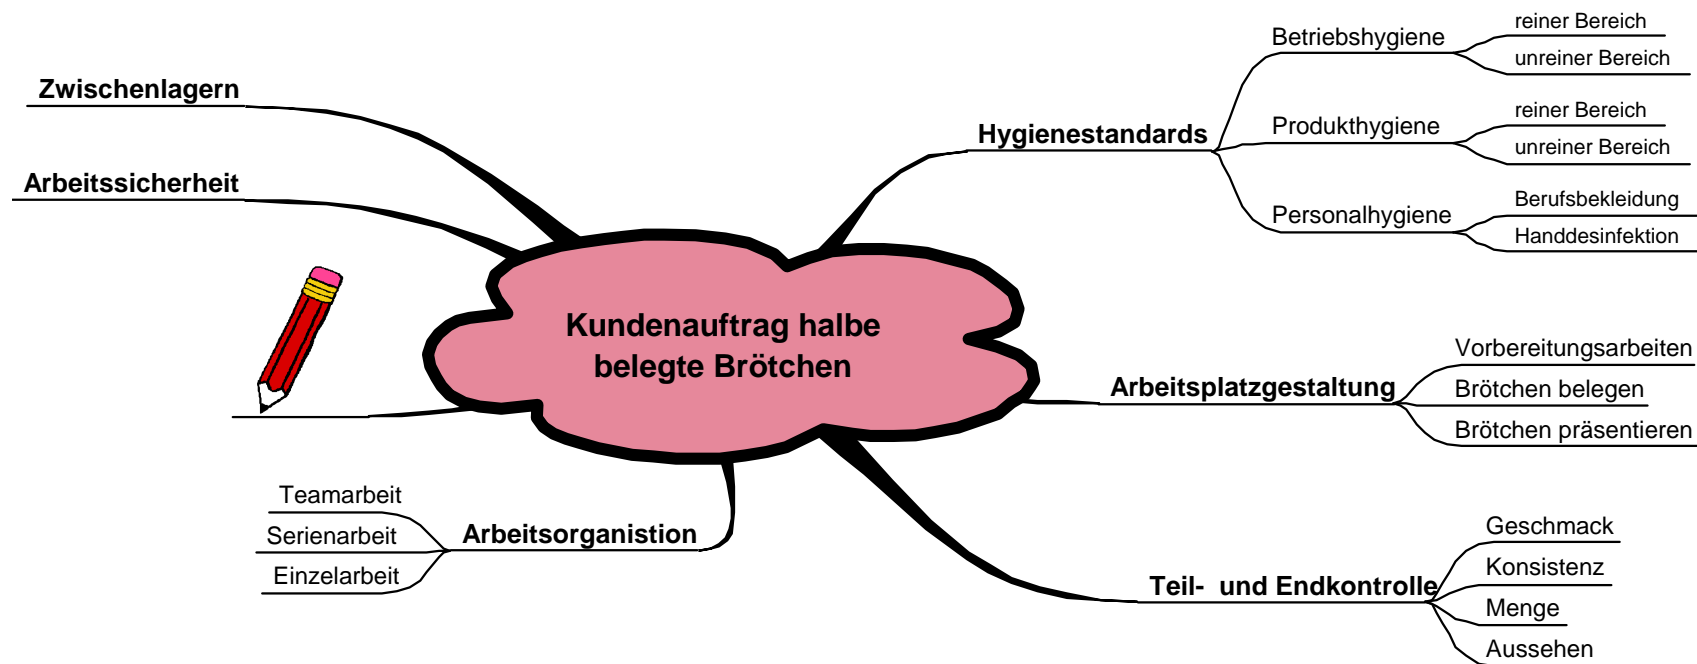 Kundenauftrag halbe
belegte Brötchen
Hygienestandards
Betriebshygiene
reiner Bereich
unreiner Bereich
Produkthygiene
reiner Bereich
unreiner Bereich
Personalhygiene
Berufsbekleidung
Handdesinfektion
Arbeitsplatzgestaltung
Vorbereitungsarbeiten
Brötchen belegen
Brötchen präsentieren
Teil- und Endkontrolle
Geschmack
Konsistenz
Menge
Aussehen
Arbeitsorganistion
Teamarbeit
Serienarbeit
Einzelarbeit
Arbeitssicherheit
Zwischenlagern